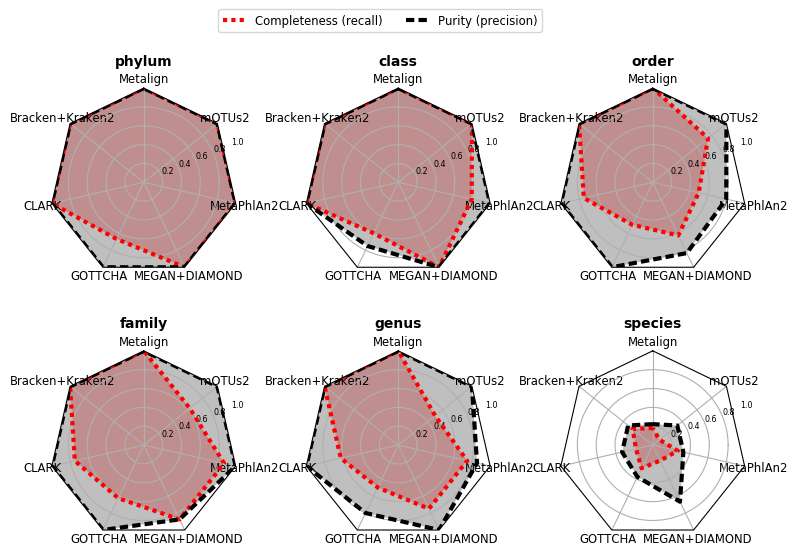 Completeness (recall) Purity (precision)
phylum
Metalign
Bracken+Kraken2 mOTUs2
0.2 0.4 0.6 0.8 1.0
CLARK MetaPhlAn2
GOTTCHA MEGAN+DIAMOND
class
Metalign
Bracken+Kraken2 mOTUs2
0.2 0.4 0.6 0.8 1.0
CLARK MetaPhlAn2
GOTTCHA MEGAN+DIAMOND
order
Metalign
Bracken+Kraken2 mOTUs2
0.2 0.4 0.6 0.8 1.0
CLARK MetaPhlAn2
GOTTCHA MEGAN+DIAMOND
family
Metalign
Bracken+Kraken2 mOTUs2
0.2 0.4 0.6 0.8 1.0
CLARK MetaPhlAn2
GOTTCHA MEGAN+DIAMOND
genus
Metalign
Bracken+Kraken2 mOTUs2
0.2 0.4 0.6 0.8 1.0
CLARK MetaPhlAn2
GOTTCHA MEGAN+DIAMOND
species
Metalign
Bracken+Kraken2 mOTUs2
0.2 0.4 0.6 0.8 1.0
CLARK MetaPhlAn2
GOTTCHA MEGAN+DIAMOND